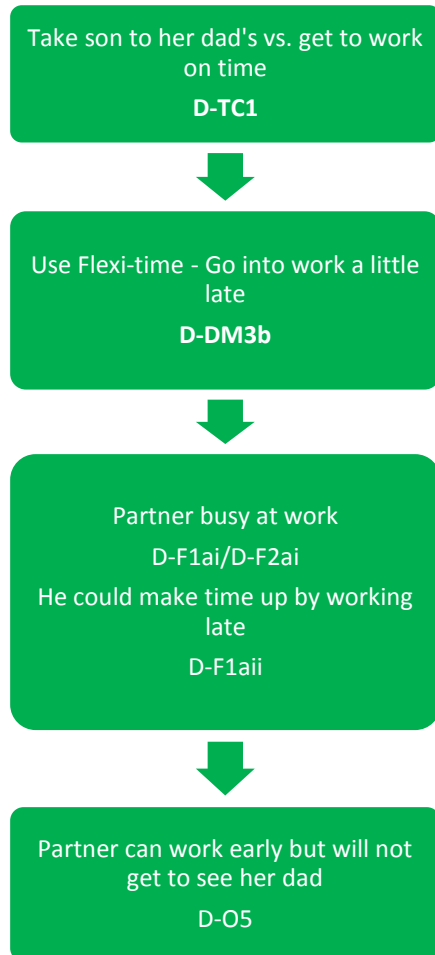 Take son to her dad's vs. get to work
on time
D-TC1
Use Flexi-time - Go into work a little
late
D-DM3b
Partner busy at work
D-F1ai/D-F2ai
He could make time up by working
late
D-F1aii
Partner can work early but will not
get to see her dad
D-O5